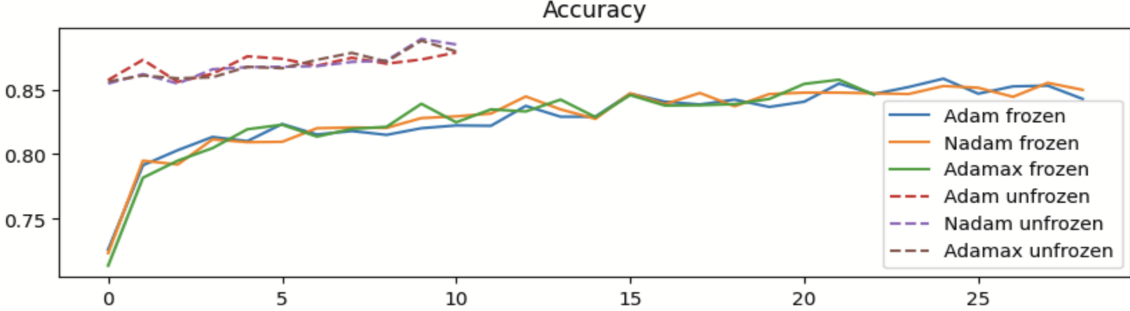 Accuracy
0.85
0.80
0.75
0 5 10 15 20 25
Adam frozen
Nadam frozen
Adamax frozen
Adam unfrozen
Nadam unfrozen
Adamax unfrozen